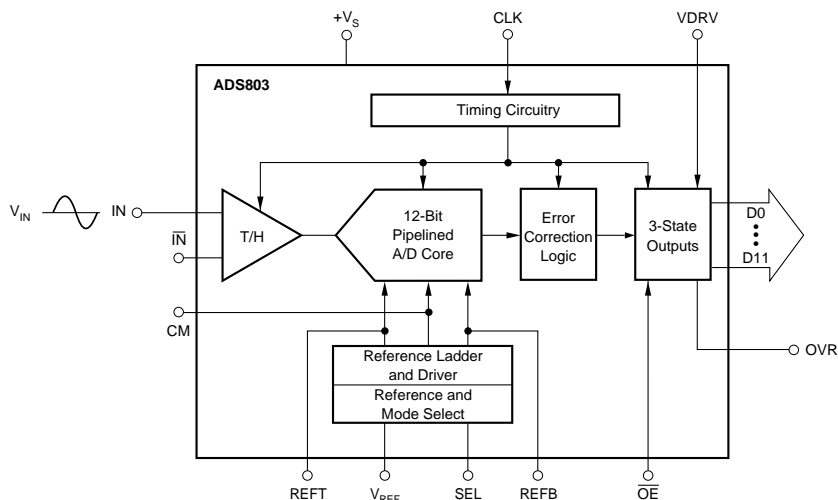 +VS
CLK
VDRV
ADS803
Timing Circuitry
VIN
IN
IN
T/H
12-Bit
Pipelined
A/D Core
Error
Correction
Logic
3-State
Outputs
D0
D11
CM
Reference Ladder
and Driver
Reference and
Mode Select
OVR
REFT
VREF
SEL
REFB
OE